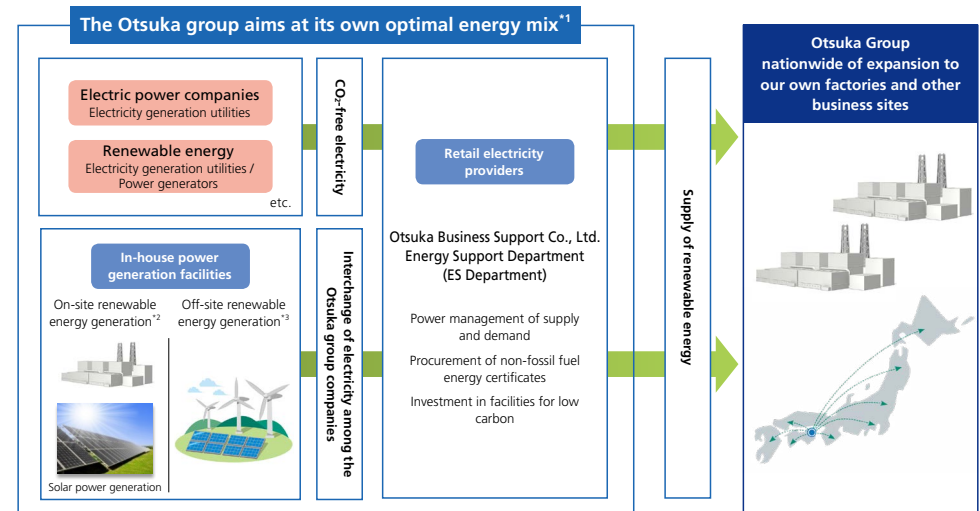 The Otsuka group aims at its own optimal energy mix*1
Electric power companies
Electricity generation utilities
Renewable energy
Electricity generation utilities /
Power generators
etc.
CO₂-free electricity
In-house power
generation facilities
On-site renewable
energy generation*2
Off-site renewable
energy generation*3
Solar power generation
Interchange of electricity among the
Otsuka group companies
Retail electricity
providers
Otsuka Business Support Co., Ltd.
Energy Support Department
(ES Department)
Power management of supply
and demand
Procurement of non-fossil fuel
energy certificates
Investment in facilities for low
carbon
Supply of renewable energy
Otsuka Group
nationwide of expansion to
our own factories and other
business sites